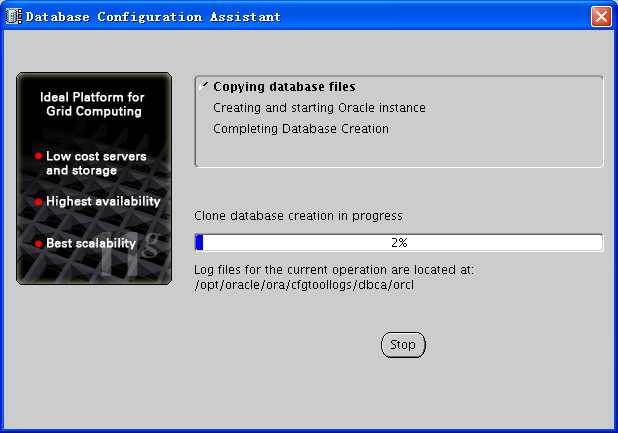 Database Configuration Assistant
Ideal Platform for
Grid Computing
Low cost servers
and storage
Highest availability
Best scalability
11g
Copying database files
Creating and starting Oracle instance
Completing Database Creation
Clone database creation in progress
2%
Log files for the current operation are located at:
/opt/oracle/ora/cfgtoollogs/dbca/orcl
Stop